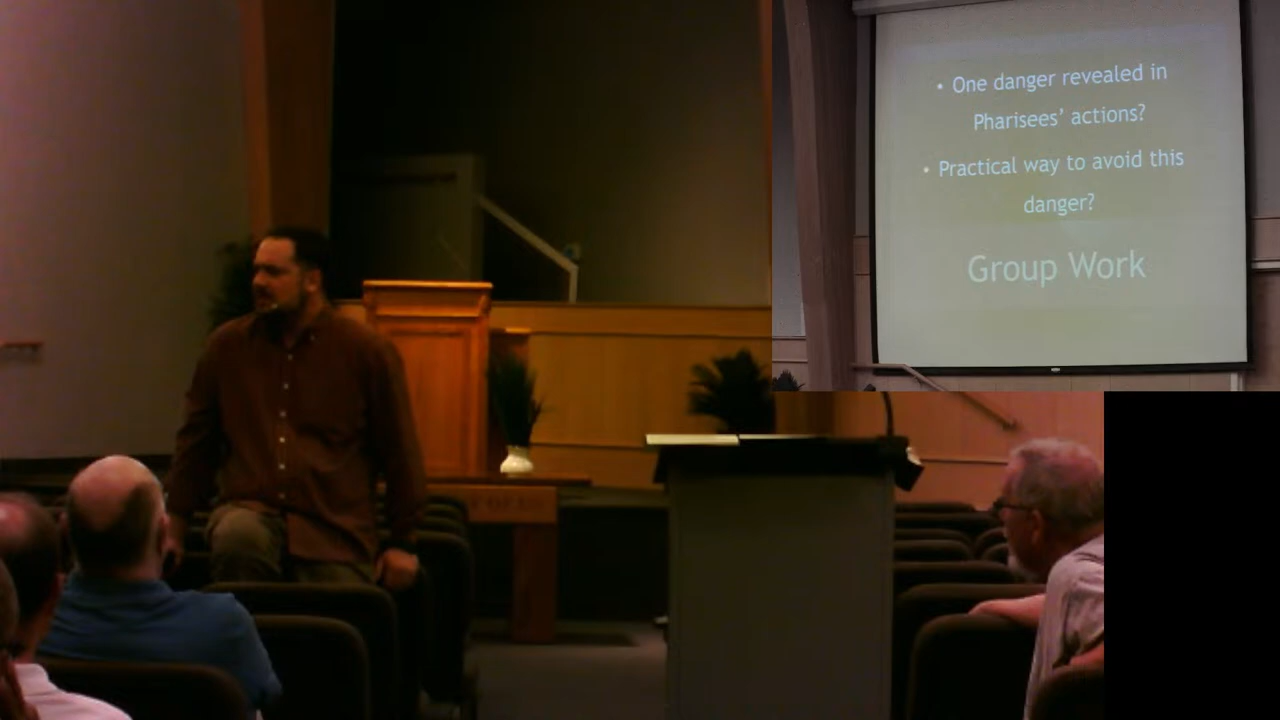 • One danger revealed in
Pharisees' actions?
• Practical way to avoid this
danger?
Group Work